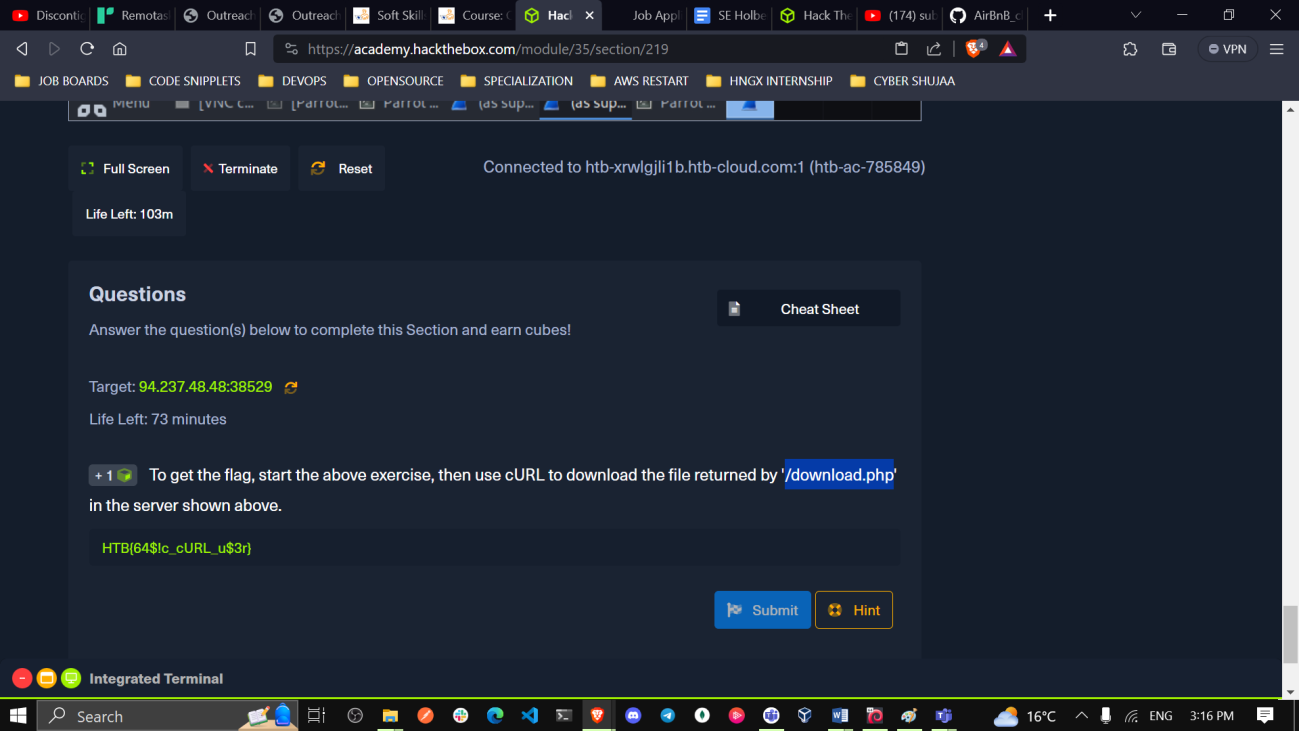 Discontig
Remotas
Outreach
Outreach
Soft Skill
Course: C
Hac
Job Appl
SE Holbe
Hack The
(174) sub
AirBnB_cl
https://academy.hackthebox.com/module/35/section/219
4
VPN
JOB BOARDS
CODE SNIPPLETS
DEVOPS
OPENSOURCE
SPECIALIZATION
AWS RESTART
HNGX INTERNSHIP
CYBER SHUJAA
Menu
[VNC c...
[Parrot...
Parrot ...
(as sup...
(as sup...
Parrot ...
Full Screen
Terminate
Reset
Connected to htb-xrwlgjli1b.htb-cloud.com:1 (htb-ac-785849)
Life Left: 103m
Questions
Cheat Sheet
Answer the question(s) below to complete this Section and earn cubes!
Target: 94.237.48.48:38529
Life Left: 73 minutes
+ 1 To get the flag, start the above exercise, then use cURL to download the file returned by '/download.php'
in the server shown above.
HTB{64$!c_cURL_u$3r}
Submit
Hint
Integrated Terminal
Search
16°C
ENG
3:16 PM